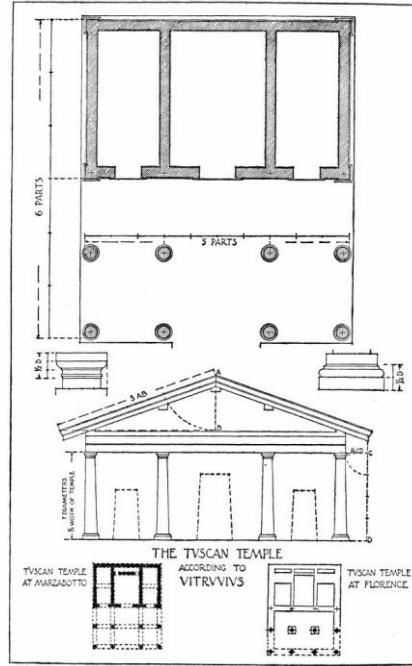 6 PARTS
5 PARTS
½ D
½ D
3 AB
A
B
C
7 DIAMETERS
⅓ WIDTH OF TEMPLE
D
THE TVSCAN TEMPLE
ACCORDING TO
VITRVVIVS
TVSCAN TEMPLE
AT MARZABOTTO
TVSCAN TEMPLE
AT FLORENCE